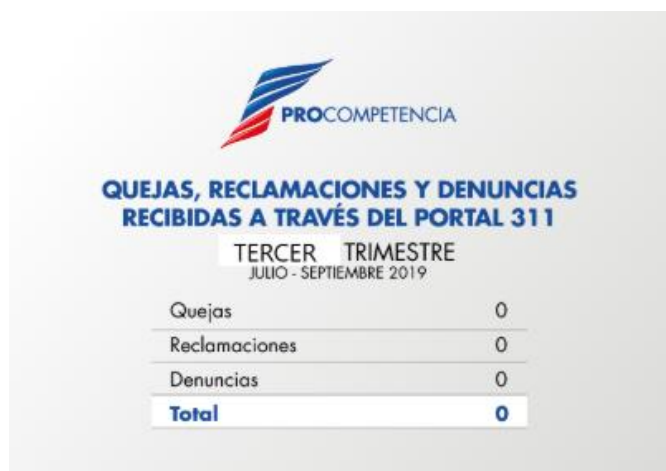 PROCOMPETENCIA
QUEJAS, RECLAMACIONES Y DENUNCIAS
RECIBIDAS A TRAVÉS DEL PORTAL 311
TERCER TRIMESTRE
JULIO - SEPTIEMBRE 2019
Quejas 0
Reclamaciones 0
Denuncias 0
Total 0